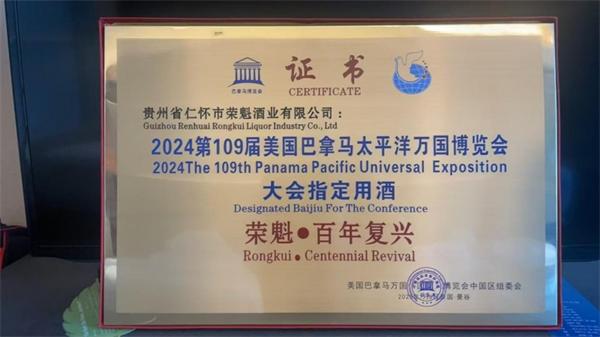 巴拿马博览会
证书
CERTIFICATE
贵州省仁怀市荣魁酒业有限公司：
Guizhou Renhuai Rongkui Liquor Industry Co., Ltd
2024第109届美国巴拿马太平洋万国博览会
2024The 109th Panama Pacific Universal Exposition
大会指定用酒
Designated Baijiu For The Conference
荣魁●百年复兴
Rongkui ● Centennial Revival
美国巴拿马万国 博览会中国区组委会
国·曼谷